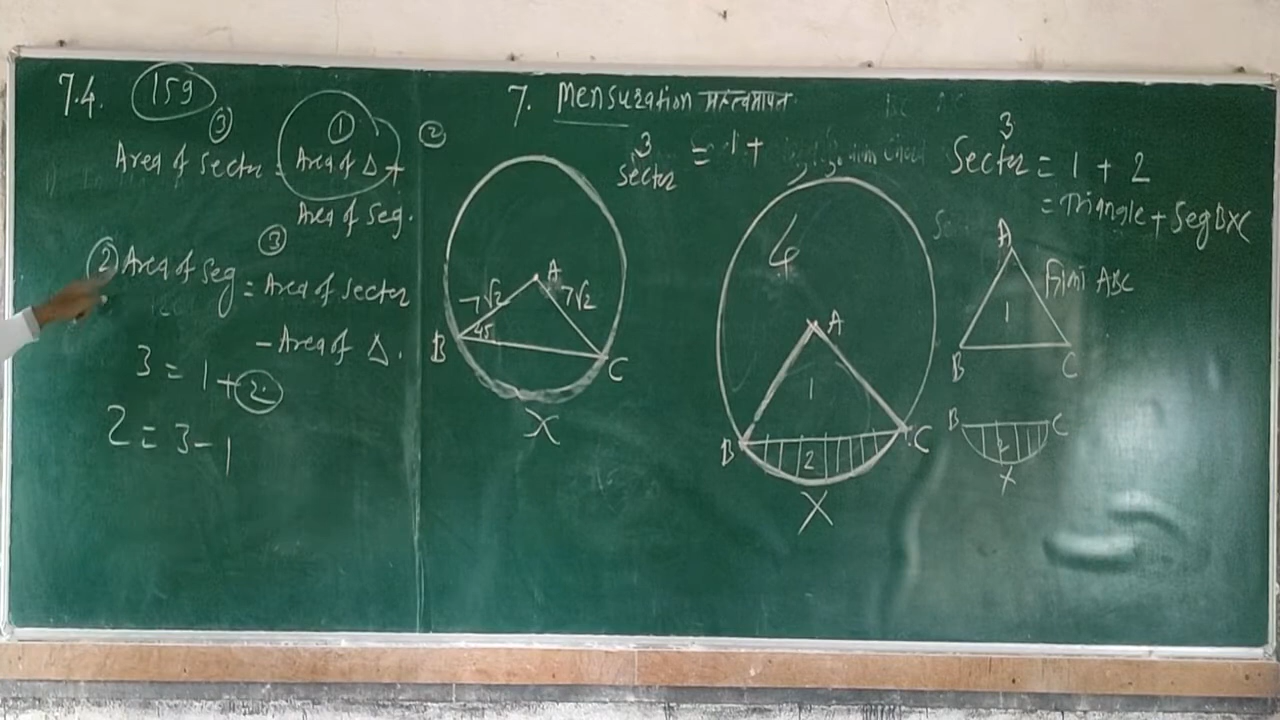 7.4. 159
3 1 2
Area of Sector = Area of Δ +
Area of Seg.
3
2 Area of Seg = Area of sector
- Area of Δ.
3 = 1 + 2
2 = 3 - 1
7. Mensuration महत्वमापन
3
Sector = 1 +
A
7√2 7√2
B 45 C
X
A
1
B 2 C
X
3
Sector = 1 + 2
= Triangle + Seg BXC
A
ABC
1
B C
B C
2
X